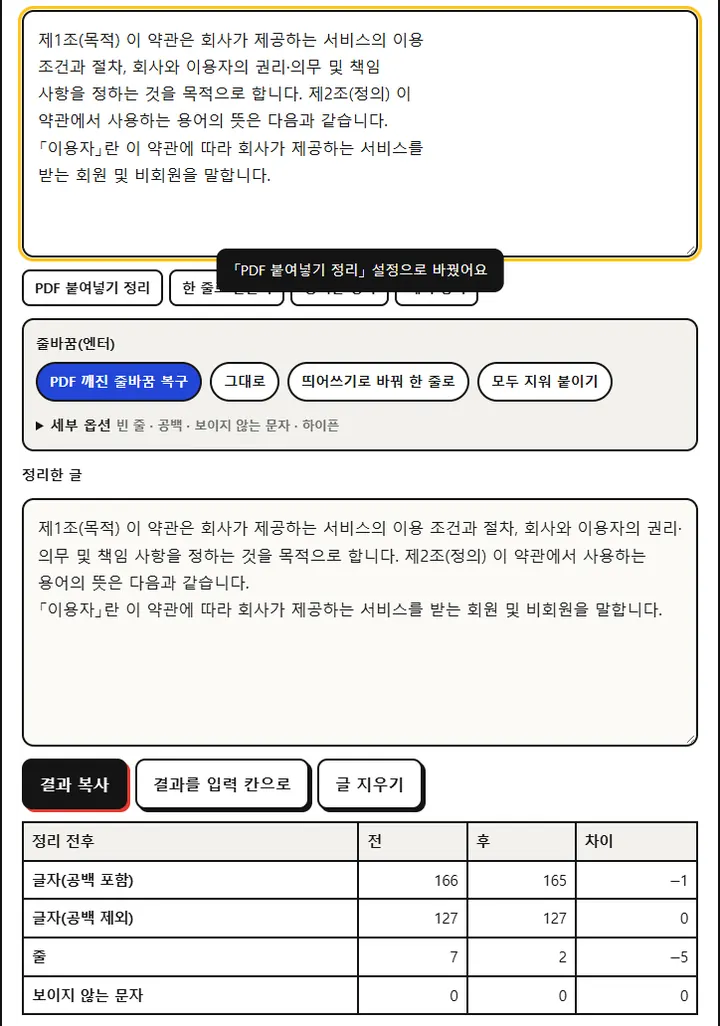 제1조(목적) 이 약관은 회사가 제공하는 서비스의 이용
조건과 절차, 회사와 이용자의 권리·의무 및 책임
사항을 정하는 것을 목적으로 합니다. 제2조(정의) 이
약관에서 사용하는 용어의 뜻은 다음과 같습니다.
「이용자」란 이 약관에 따라 회사가 제공하는 서비스를
받는 회원 및 비회원을 말합니다.
「PDF 붙여넣기 정리」 설정으로 바꿨어요
PDF 붙여넣기 정리 한 줄로
줄바꿈(엔터)
PDF 깨진 줄바꿈 복구 그대로 띄어쓰기로 바꿔 한 줄로 모두 지워 붙이기
▶ 세부 옵션 빈 줄 · 공백 · 보이지 않는 문자 · 하이픈
정리한 글
제1조(목적) 이 약관은 회사가 제공하는 서비스의 이용 조건과 절차, 회사와 이용자의 권리·
의무 및 책임 사항을 정하는 것을 목적으로 합니다. 제2조(정의) 이 약관에서 사용하는
용어의 뜻은 다음과 같습니다.
「이용자」란 이 약관에 따라 회사가 제공하는 서비스를 받는 회원 및 비회원을 말합니다.
결과 복사 결과를 입력 칸으로 글 지우기
정리 전후 전 후 차이
글자(공백 포함) 166 165 −1
글자(공백 제외) 127 127 0
줄 7 2 −5
보이지 않는 문자 0 0 0